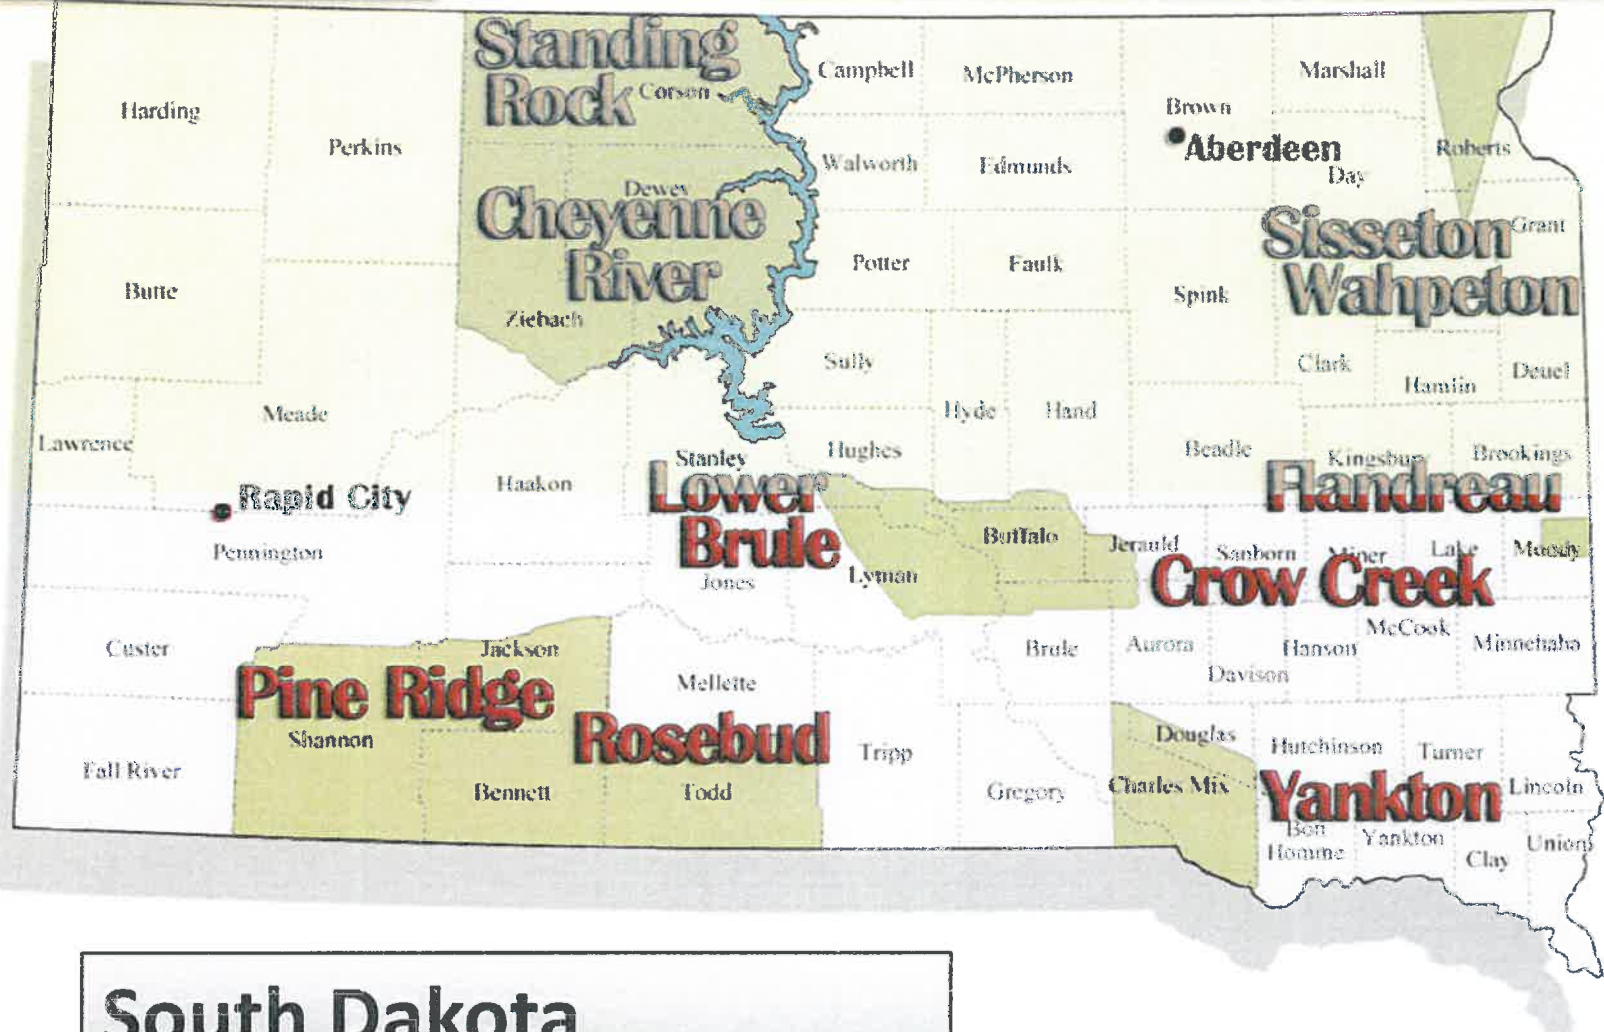 Standing
Rock
Corson
Campbell
McPherson
Marshall
Harding
Perkins
Brown
Aberdeen
Roberts
Walworth
Edmunds
Day
Dewey
Cheyenne
River
Sisseton
Wahpeton
Grant
Potter
Faulk
Butte
Spink
Ziebach
Sully
Clark
Hamlin
Deuel
Meade
Hyde
Hand
Lawrence
Stanley
Hughes
Beadle
Kingsbury
Brookings
Haakon
Lower
Brule
Flandreau
Rapid City
Pennington
Buffalo
Jerauld
Sanborn
Miner
Lake
Moody
Jones
Lyman
Crow Creek
Custer
Jackson
Brule
Aurora
Davison
Hanson
McCook
Minnehaha
Pine Ridge
Mellette
Shannon
Rosebud
Tripp
Douglas
Hutchinson
Turner
Fall River
Bennett
Todd
Gregory
Charles Mix
Yankton
Lincoln
Bon
Homme
Yankton
Clay
Union
South Dakota